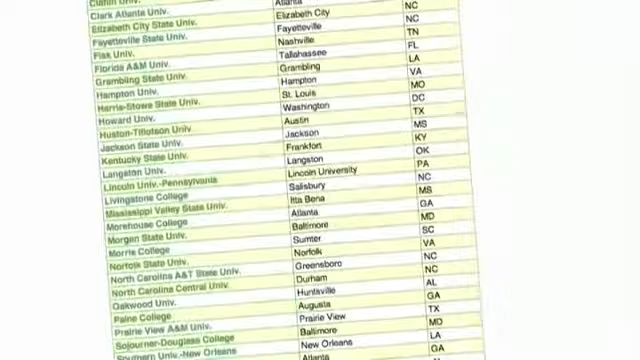 Clark Atlanta Univ. Atlanta
Elizabeth City State Univ. Elizabeth City NC
Fayetteville State Univ. Fayetteville NC
Fisk Univ. Nashville TN
Florida A&M Univ. Tallahassee FL
Grambling State Univ. Grambling LA
Hampton Univ. Hampton VA
Harris-Stowe State Univ. St. Louis MO
Howard Univ. Washington DC
Huston-Tillotson Univ. Austin TX
Jackson State Univ. Jackson MS
Kentucky State Univ. Frankfort KY
Langston Univ. Langston OK
Lincoln Univ.-Pennsylvania Lincoln University PA
Livingstone College Salisbury NC
Mississippi Valley State Univ. Itta Bena MS
Morehouse College Atlanta GA
Morgan State Univ. Baltimore MD
Morris College Sumter SC
Norfolk State Univ. Norfolk VA
North Carolina A&T State Univ. Greensboro NC
North Carolina Central Univ. Durham NC
Oakwood Univ. Huntsville AL
Paine College Augusta GA
Prairie View A&M Univ. Prairie View TX
Sojourner-Douglass College Baltimore MD
Southern Univ.-New Orleans New Orleans LA
Atlanta GA